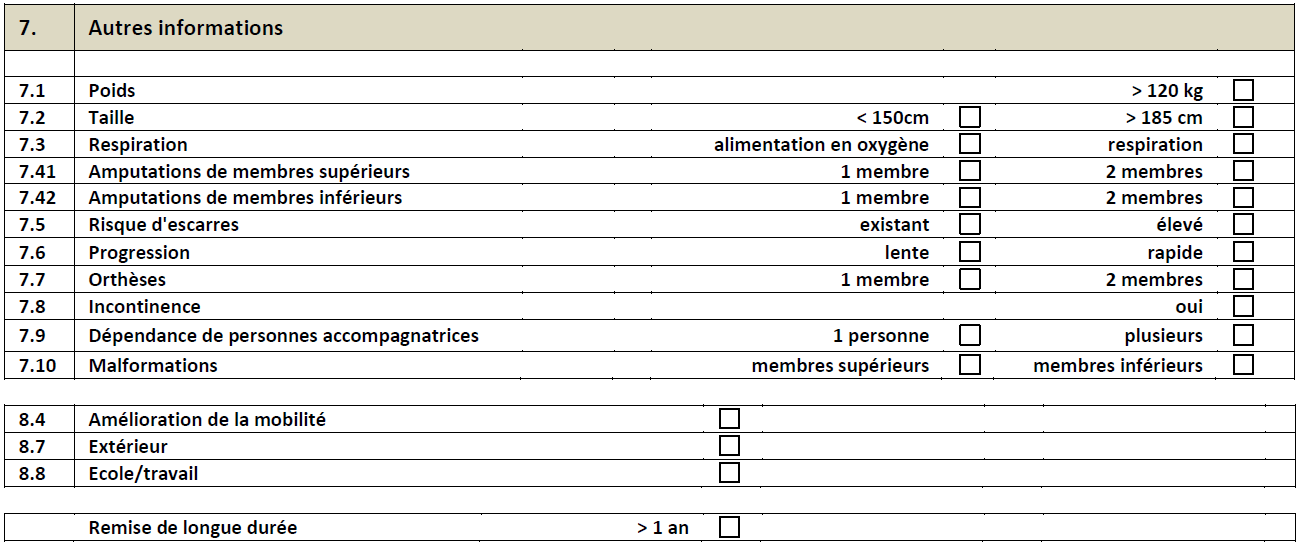 7. Autres informations
7.1 Poids > 120 kg
7.2 Taille < 150cm > 185 cm
7.3 Respiration alimentation en oxygène respiration
7.41 Amputations de membres supérieurs 1 membre 2 membres
7.42 Amputations de membres inférieurs 1 membre 2 membres
7.5 Risque d'escarres existant élevé
7.6 Progression lente rapide
7.7 Orthèses 1 membre 2 membres
7.8 Incontinence oui
7.9 Dépendance de personnes accompagnatrices 1 personne plusieurs
7.10 Malformations membres supérieurs membres inférieurs
8.4 Amélioration de la mobilité
8.7 Extérieur
8.8 Ecole/travail
Remise de longue durée > 1 an